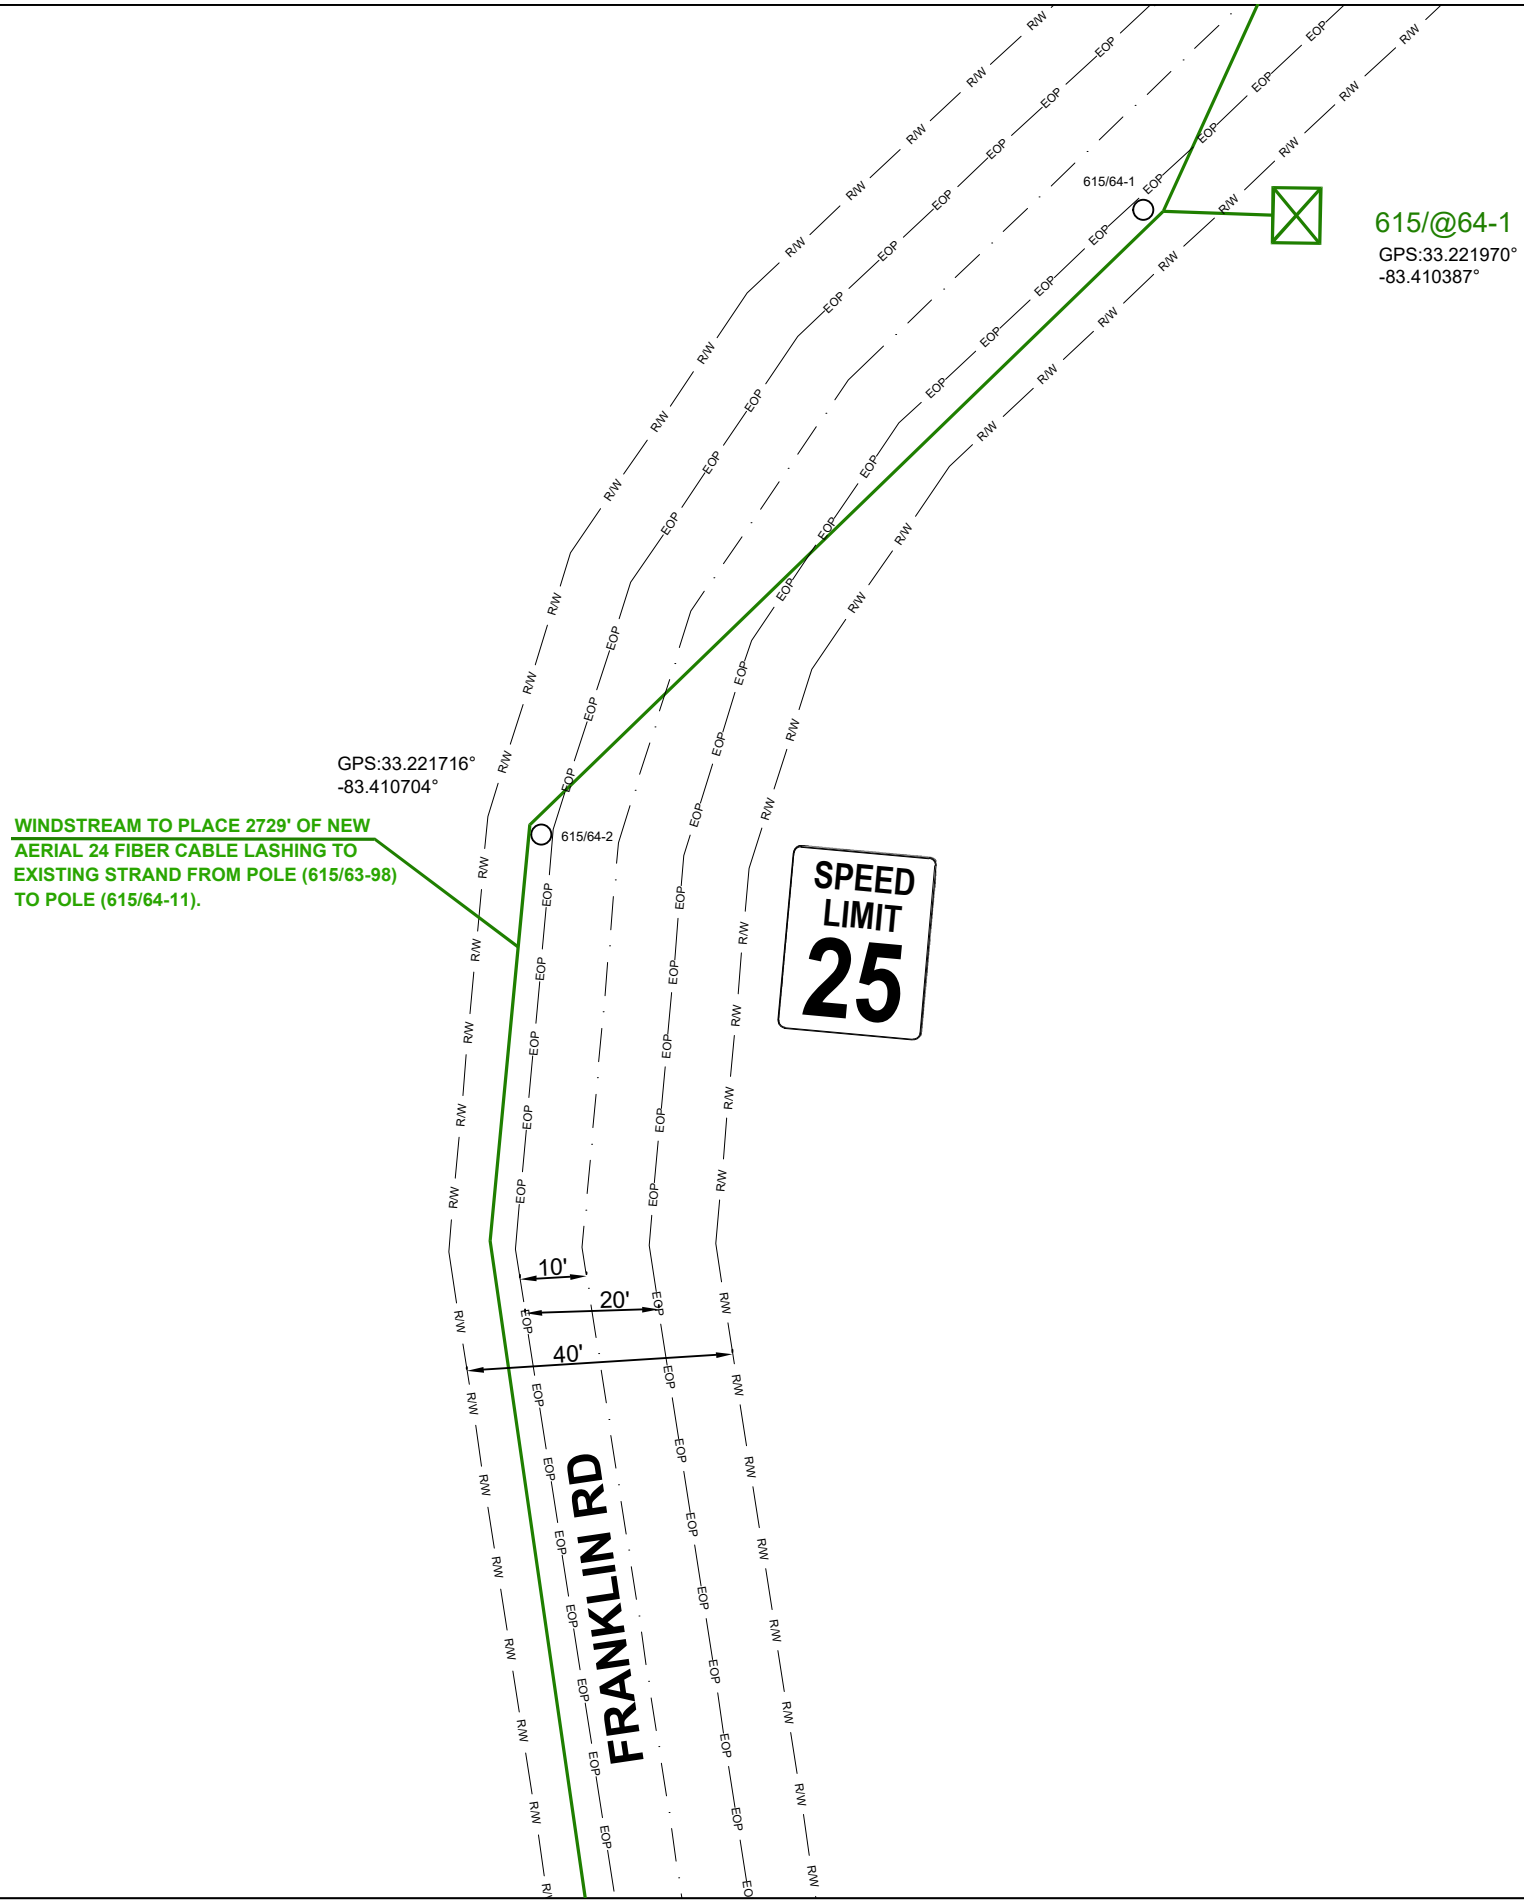 615/64-1
615/@64-1
GPS:33.221970°
-83.410387°
GPS:33.221716°
-83.410704°
WINDSTREAM TO PLACE 2729' OF NEW
AERIAL 24 FIBER CABLE LASHING TO
EXISTING STRAND FROM POLE (615/63-98)
TO POLE (615/64-11).
615/64-2
SPEED
LIMIT
25
10'
20'
40'
FRANKLIN RD
R/W
EOP
EOP
R/W